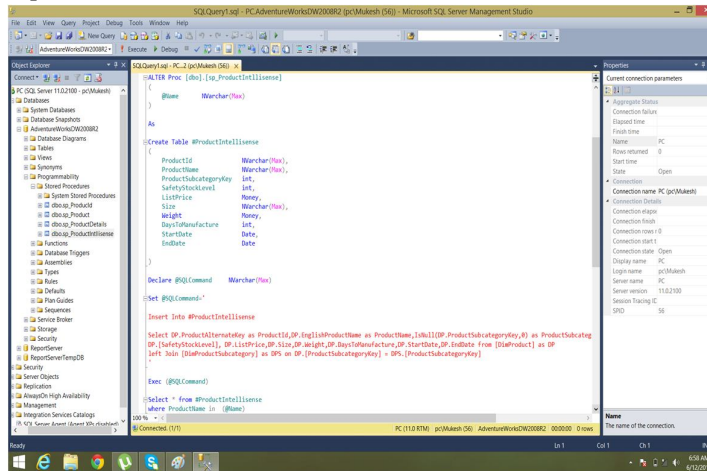 SQLQuery1.sql - PC.AdventureWorksDW2008R2 (pc\Mukesh (56)) - Microsoft SQL Server Management Studio
File Edit View Query Project Debug Tools Window Help
New Query
AdventureWorksDW2008R2
Execute Debug
Object Explorer
Connect
PC (SQL Server 11.0.2100 - pc\Mukesh)
Databases
System Databases
Database Snapshots
AdventureWorksDW2008R2
Database Diagrams
Tables
Views
Synonyms
Programmability
Stored Procedures
System Stored Procedures
dbo.sp_ProducId
dbo.sp_Product
dbo.sp_ProductDetails
dbo.sp_ProductIntllisense
Functions
Database Triggers
Assemblies
Types
Rules
Defaults
Plan Guides
Sequences
Service Broker
Storage
Security
ReportServer
ReportServerTempDB
Security
Server Objects
Replication
AlwaysOn High Availability
Management
Integration Services Catalogs
SQL Server Agent (Agent XPs disabled)
SQLQuery1.sql - PC...2 (pc\Mukesh (56))
ALTER Proc [dbo].[sp_ProductIntllisense]
(
@Name NVarchar(Max)
)
As
Create Table #ProductIntellisense
(
ProductId NVarchar(Max),
ProductName NVarchar(Max),
ProductSubcategoryKey int,
SafetyStockLevel int,
ListPrice Money,
Size NVarchar(Max),
Weight Money,
DaysToManufacture int,
StartDate Date,
EndDate Date
)
Declare @SQLCommand NVarchar(Max)
Set @SQLCommand='
Insert Into #ProductIntellisense
Select DP.ProductAlternateKey as ProductId,DP.EnglishProductName as ProductName,IsNull(DP.ProductSubcategoryKey,0) as ProductSubcateg
DP.[SafetyStockLevel], DP.ListPrice,DP.Size,DP.Weight,DP.DaysToManufacture,DP.StartDate,DP.EndDate from [DimProduct] as DP
left Join [DimProductSubcategory] as DPS on DP.[ProductSubcategoryKey] = DPS.[ProductSubcategoryKey]
'
Exec (@SQLCommand)
Select * from #ProductIntellisense
where ProductName in (@Name)
100 %
Connected. (1/1)
PC (11.0 RTM) pc\Mukesh (56) AdventureWorksDW2008R2 00:00:00 0 rows
Properties
Current connection parameters
Aggregate Status
Connection failure
Elapsed time
Finish time
Name PC
Rows returned 0
Start time
State Open
Connection
Connection name PC (pc\Mukesh)
Connection Details
Connection elapse
Connection finish
Connection rows r 0
Connection start t
Connection state Open
Display name PC
Login name pc\Mukesh
Server name PC
Server version 11.0.2100
Session Tracing IC
SPID 56
Name
The name of the connection.
Ready
Ln 1 Col 1 Ch 1 IN
6:58 AM
6/12/20